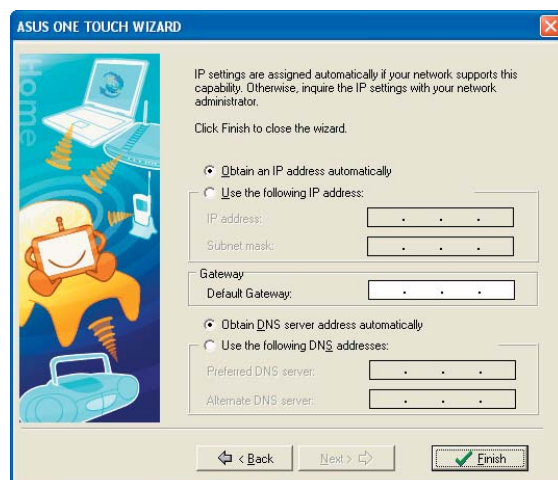 ASUS ONE TOUCH WIZARD
Home
IP settings are assigned automatically if your network supports this
capability. Otherwise, inquire the IP settings with your network
administrator.
Click Finish to close the wizard.
Obtain an IP address automatically
Use the following IP address:
IP address:
Subnet mask:
Gateway
Default Gateway:
Obtain DNS server address automatically
Use the following DNS addresses:
Preferred DNS server:
Alternate DNS server:
< Back
Next >
Finish